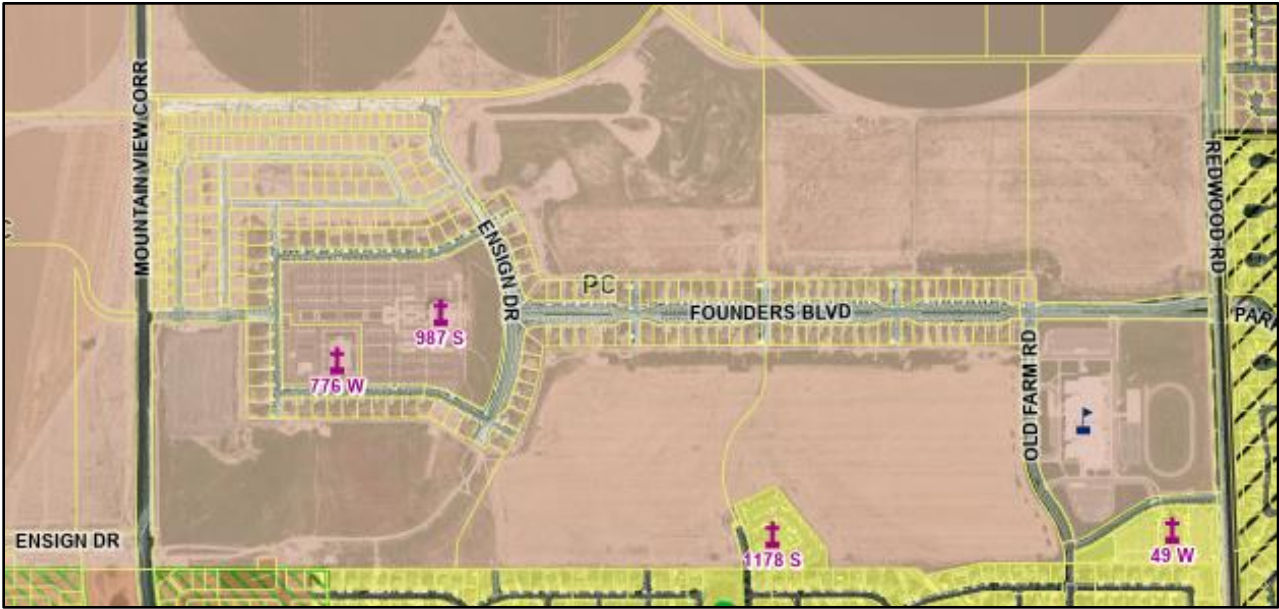 MOUNTAIN VIEW CORR
REDWOOD RD
ENSIGN DR
PC
FOUNDERS BLVD
987 S
776 W
OLD FARM RD
ENSIGN DR
1178 S
49 W